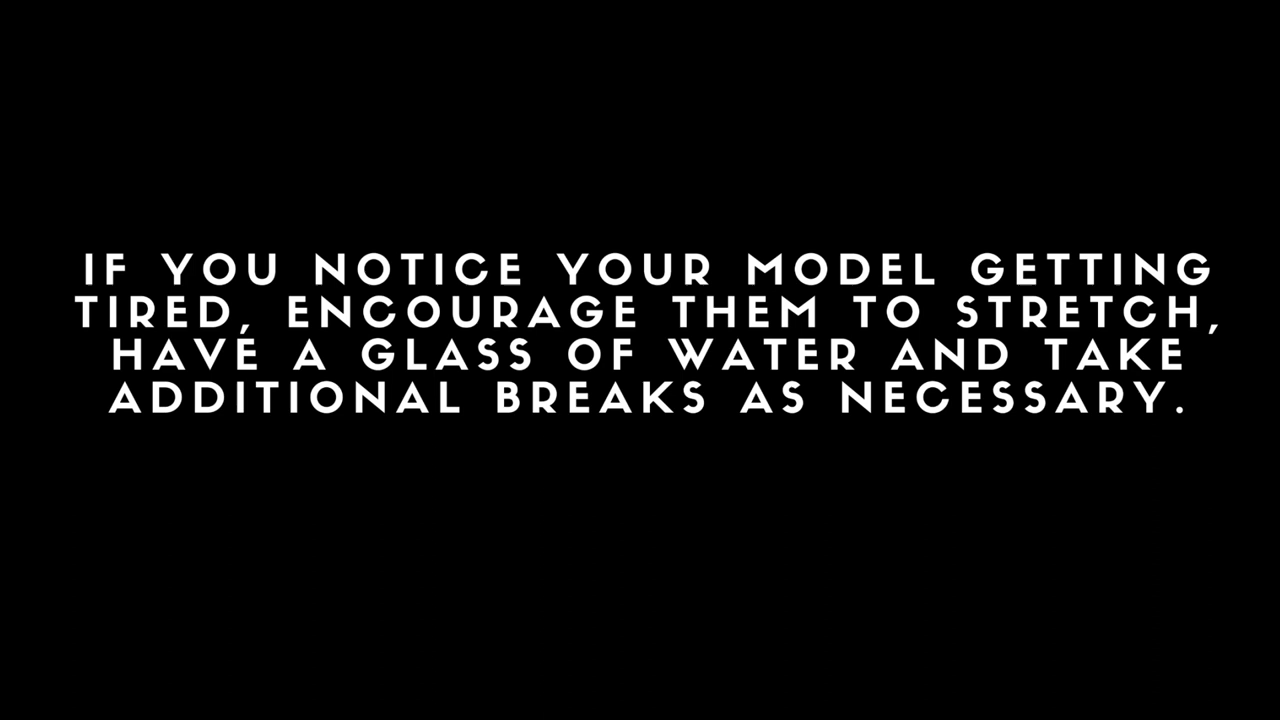 IF YOU NOTICE YOUR MODEL GETTING
TIRED, ENCOURAGE THEM TO STRETCH,
HAVE A GLASS OF WATER AND TAKE
ADDITIONAL BREAKS AS NECESSARY.